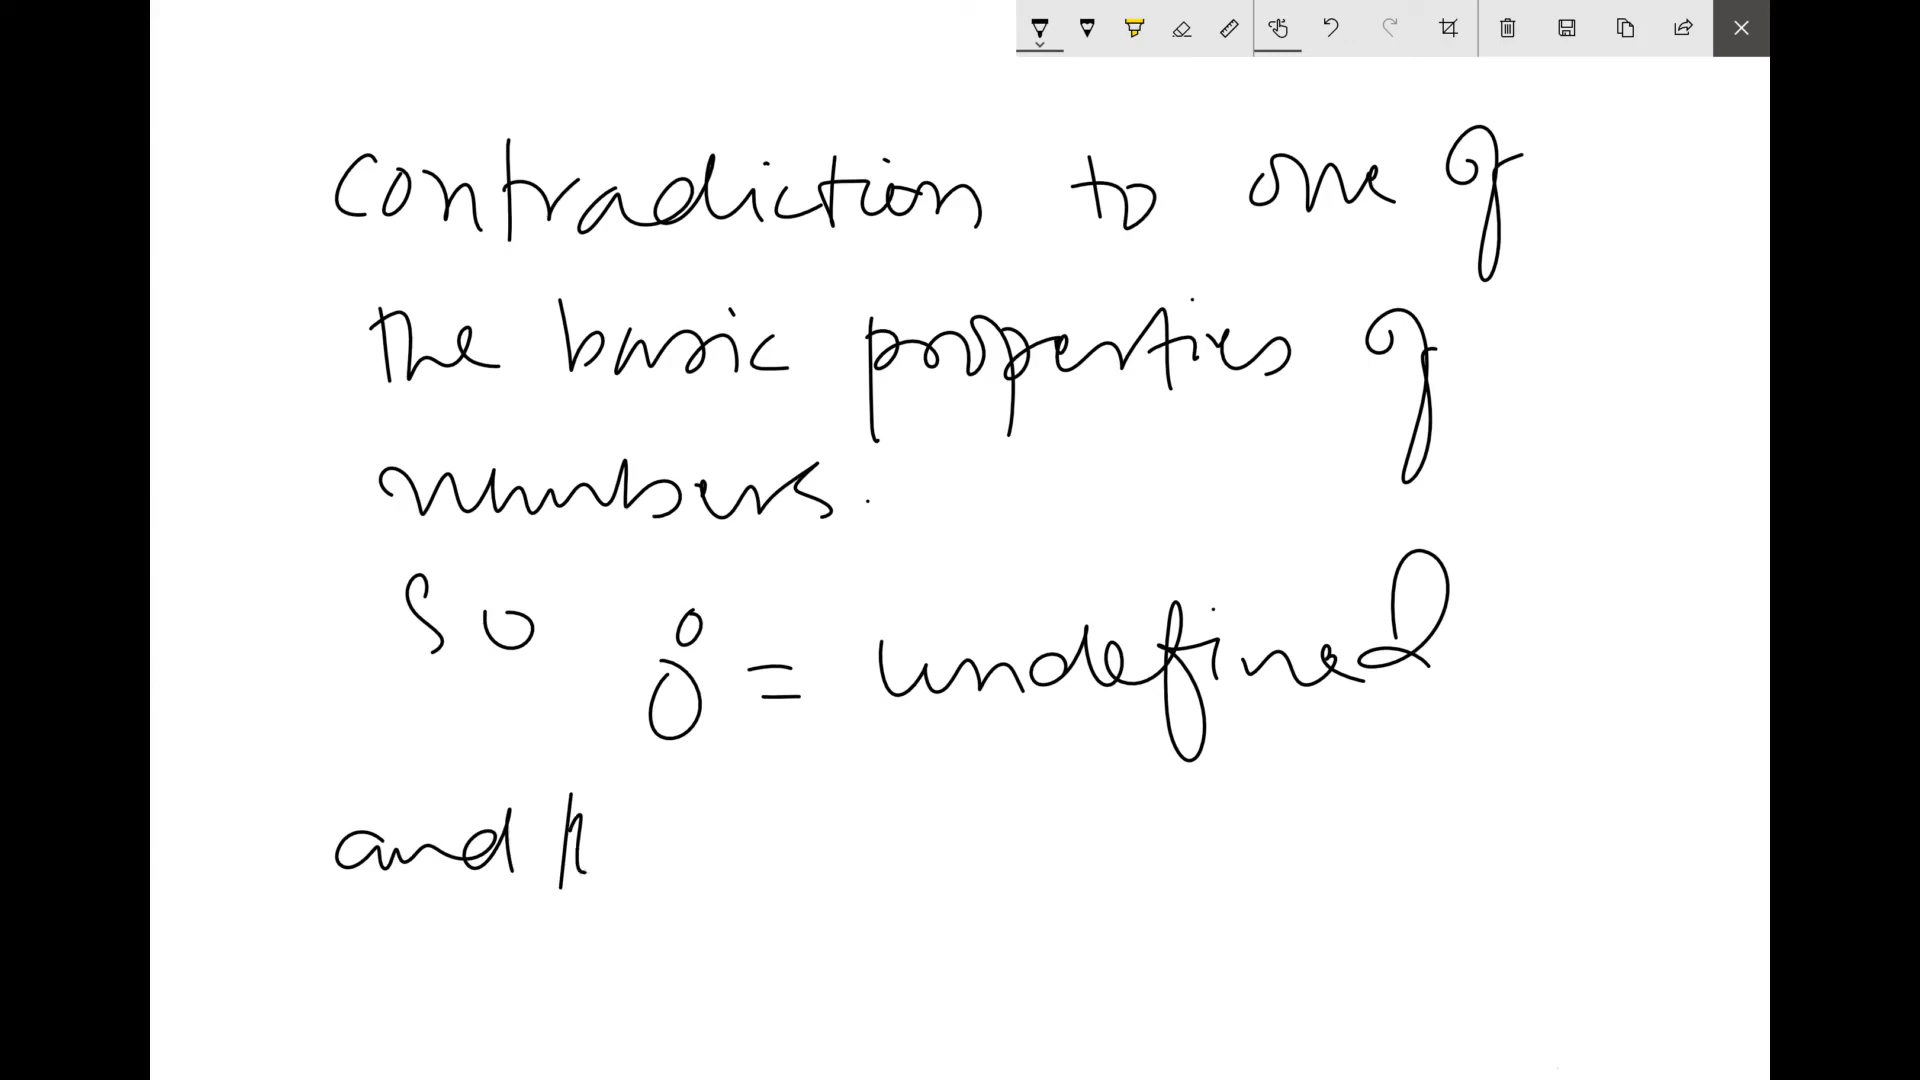 contradiction to one of
the basic properties of
numbers.
So 0/0 = undefined
and